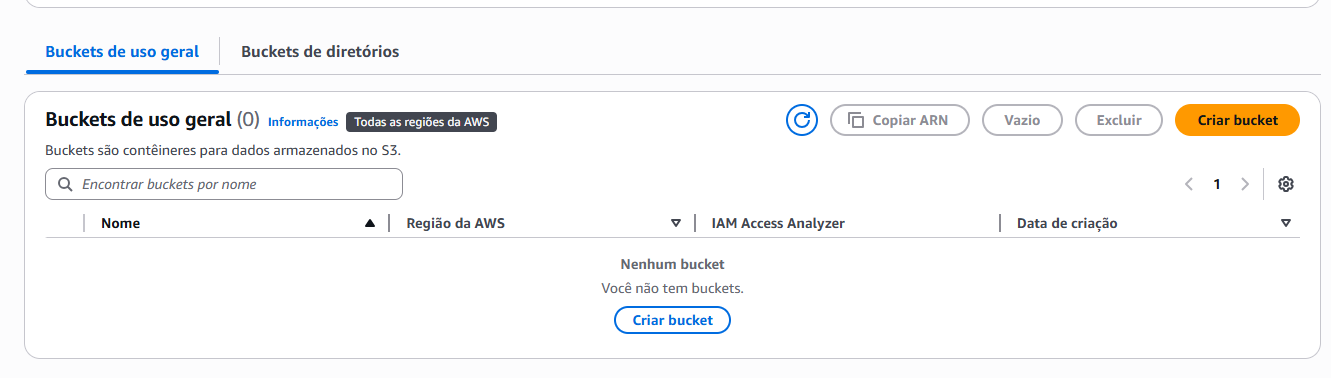 Buckets de uso geral
Buckets de diretórios
Buckets de uso geral (0) Informações Todas as regiões da AWS
Copiar ARN
Vazio
Excluir
Criar bucket
Buckets são contêineres para dados armazenados no S3.
Encontrar buckets por nome
1
Nome
Região da AWS
IAM Access Analyzer
Data de criação
Nenhum bucket
Você não tem buckets.
Criar bucket